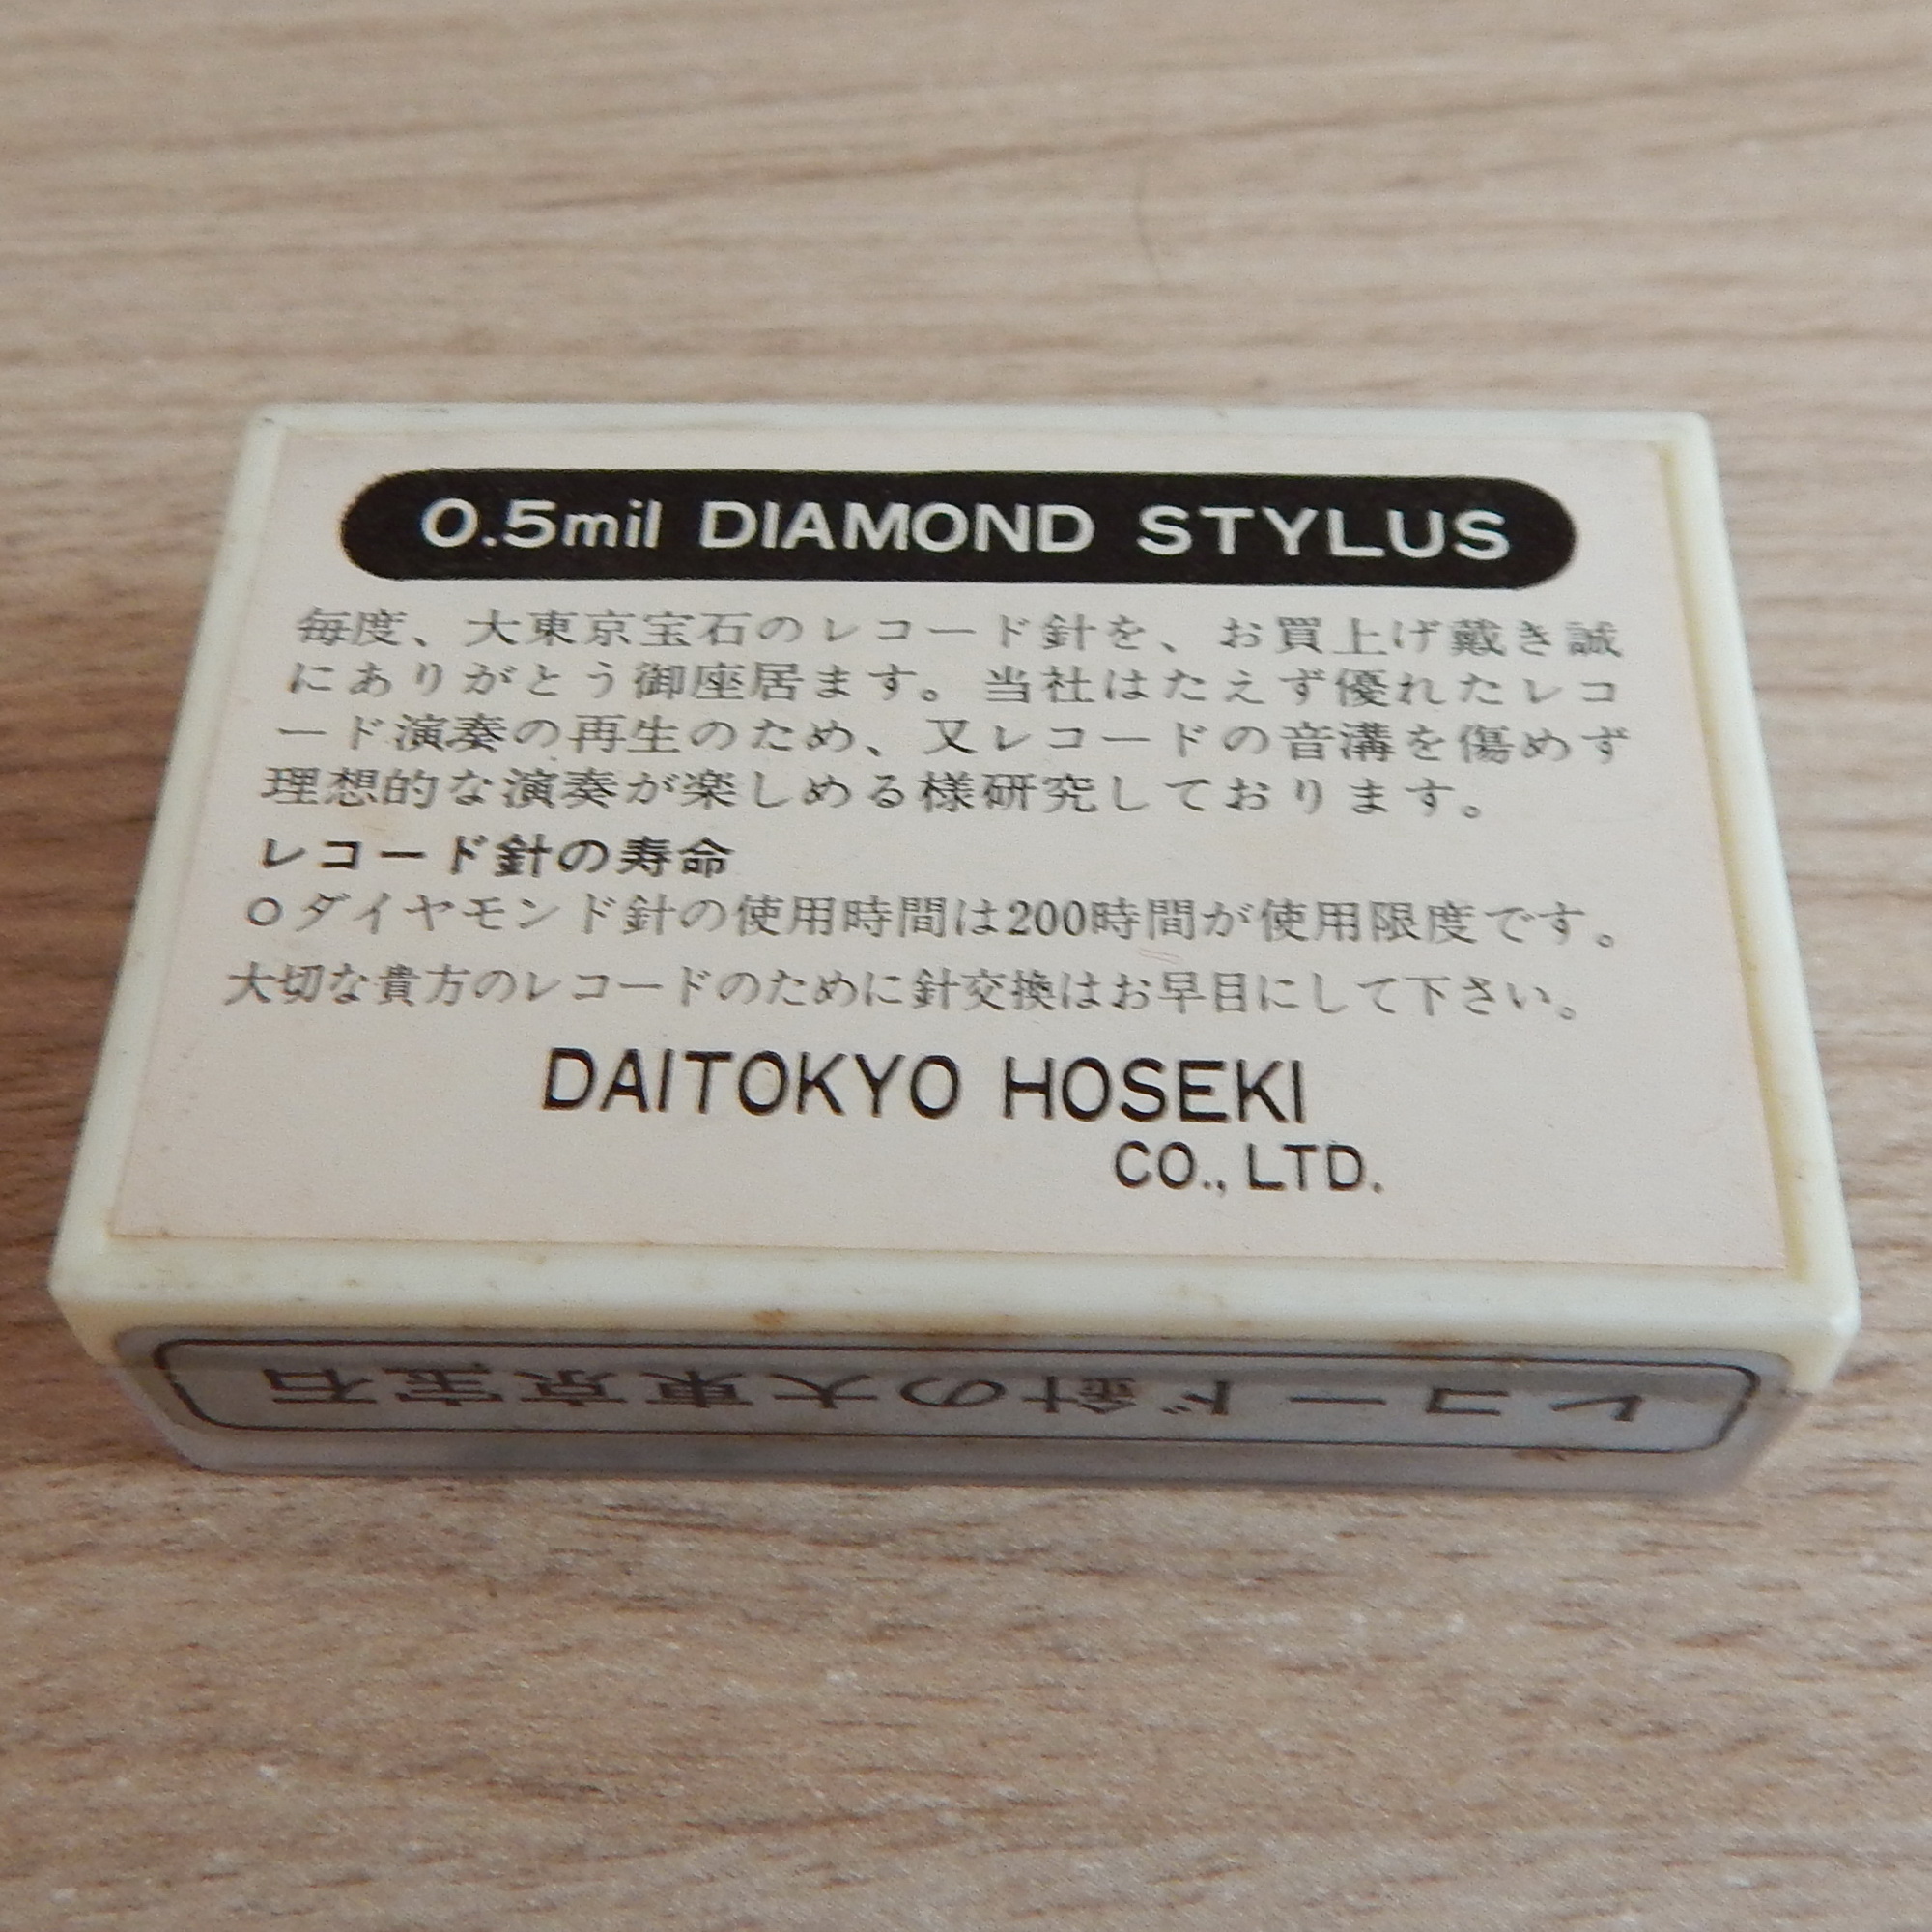 0.5mil DIAMOND STYLUS
毎度、大東京宝石のレコード針を、お買上げ戴き誠
にありがとう御座居ます。当社はたえず優れたレコ
ード演奏の再生のため、又レコードの音溝を傷めず
理想的な演奏が楽しめる様研究しております。
レコード針の寿命
○ダイヤモンド針の使用時間は200時間が使用限度です。
大切な貴方のレコードのために針交換はお早目にして下さい。
DAITOKYO HOSEKI
CO., LTD.
レコード針の大東京宝石